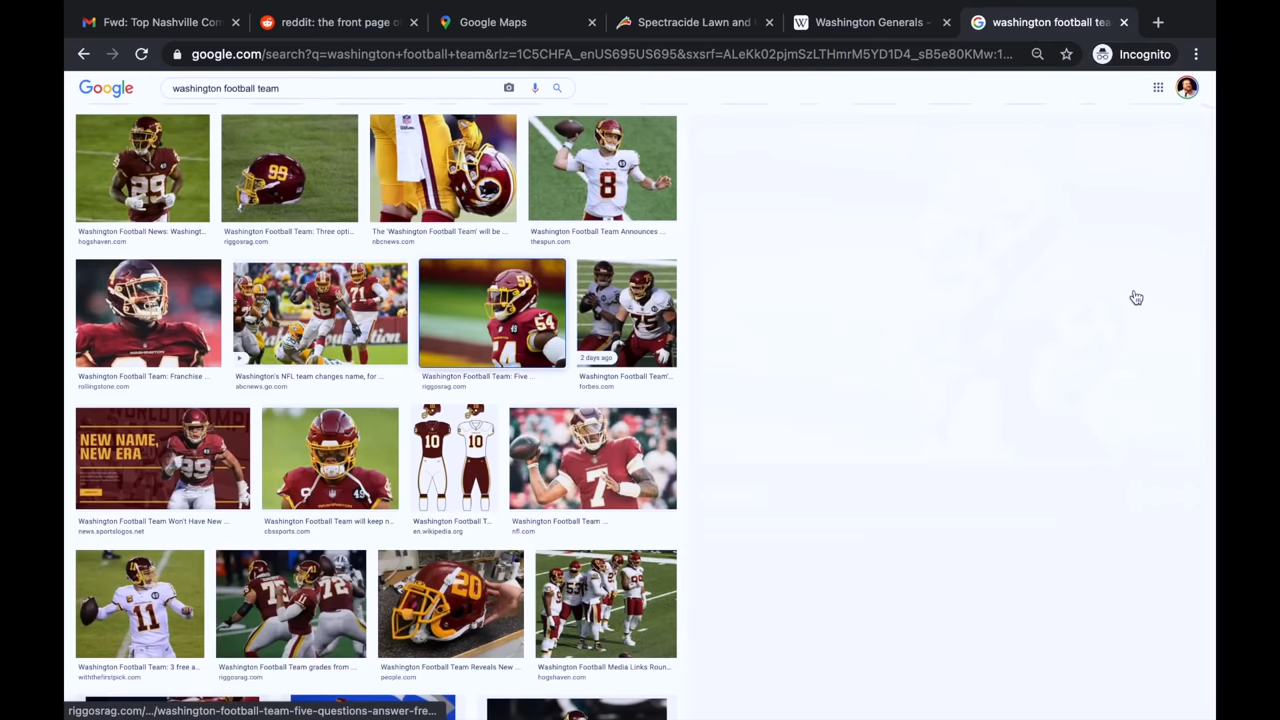 Fwd: Top Nashville Com
reddit: the front page of
Google Maps
Spectracide Lawn and
Washington Generals -
washington football tea
google.com/search?q=washington+football+team&rlz=1C5CHFA_enUS695US695&sxsrf=ALeKk02pjmSzLTHmrM5YD1D4_sB5e80KMw:1...
Incognito
Google
washington football team
Washington Football News: Washingt...
hogshaven.com
Washington Football Team: Three opti...
riggosrag.com
The 'Washington Football Team' will be ...
nbcnews.com
Washington Football Team Announces ...
thespun.com
Washington Football Team: Franchise ...
rollingstone.com
Washington's NFL team changes name, for ...
abcnews.go.com
Washington Football Team: Five ...
riggosrag.com
2 days ago
Washington Football Team'...
forbes.com
NEW NAME,
NEW ERA
Washington Football Team Won't Have New ...
news.sportslogos.net
Washington Football Team will keep n...
cbssports.com
Washington Football T...
en.wikipedia.org
Washington Football Team ...
nfl.com
Washington Football Team: 3 free a...
withthefirstpick.com
Washington Football Team grades from ...
riggosrag.com
Washington Football Team Reveals New ...
people.com
Washington Football Media Links Roun...
hogshaven.com
riggosrag.com/.../washington-football-team-five-questions-answer-fre...